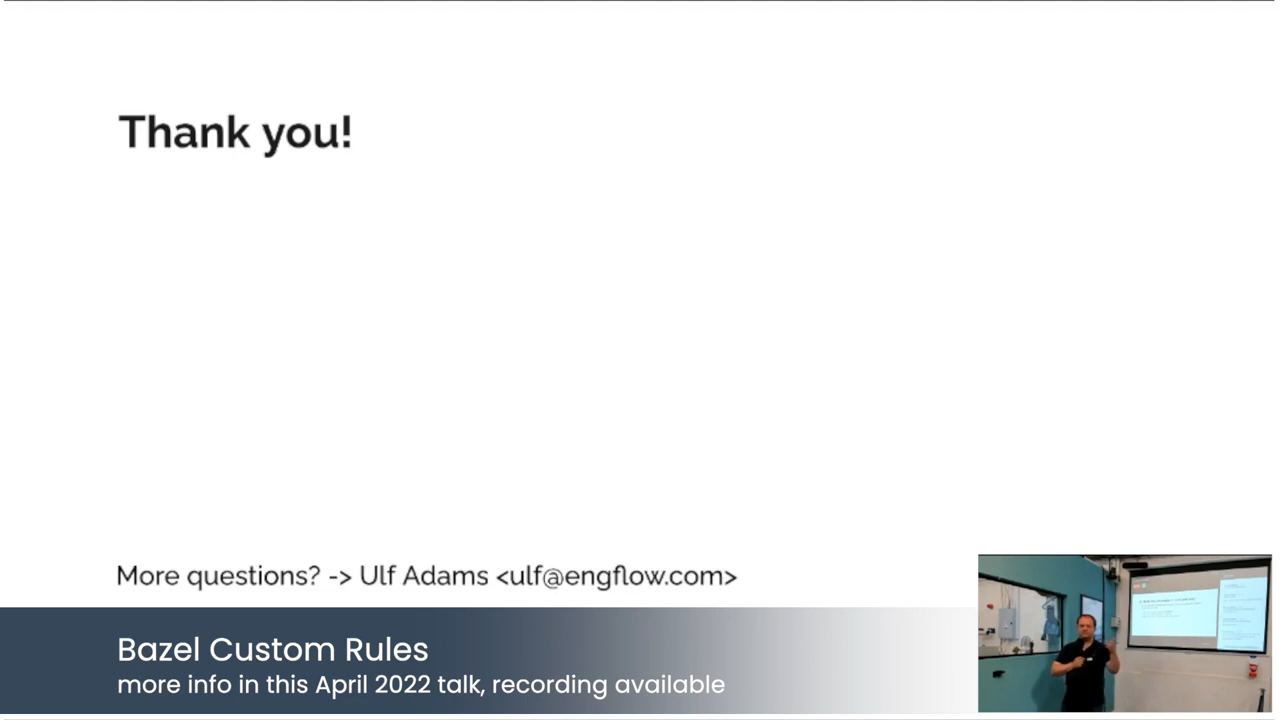 Thank you!
More questions? -> Ulf Adams <ulf@engflow.com>
Bazel Custom Rules
more info in this April 2022 talk, recording available